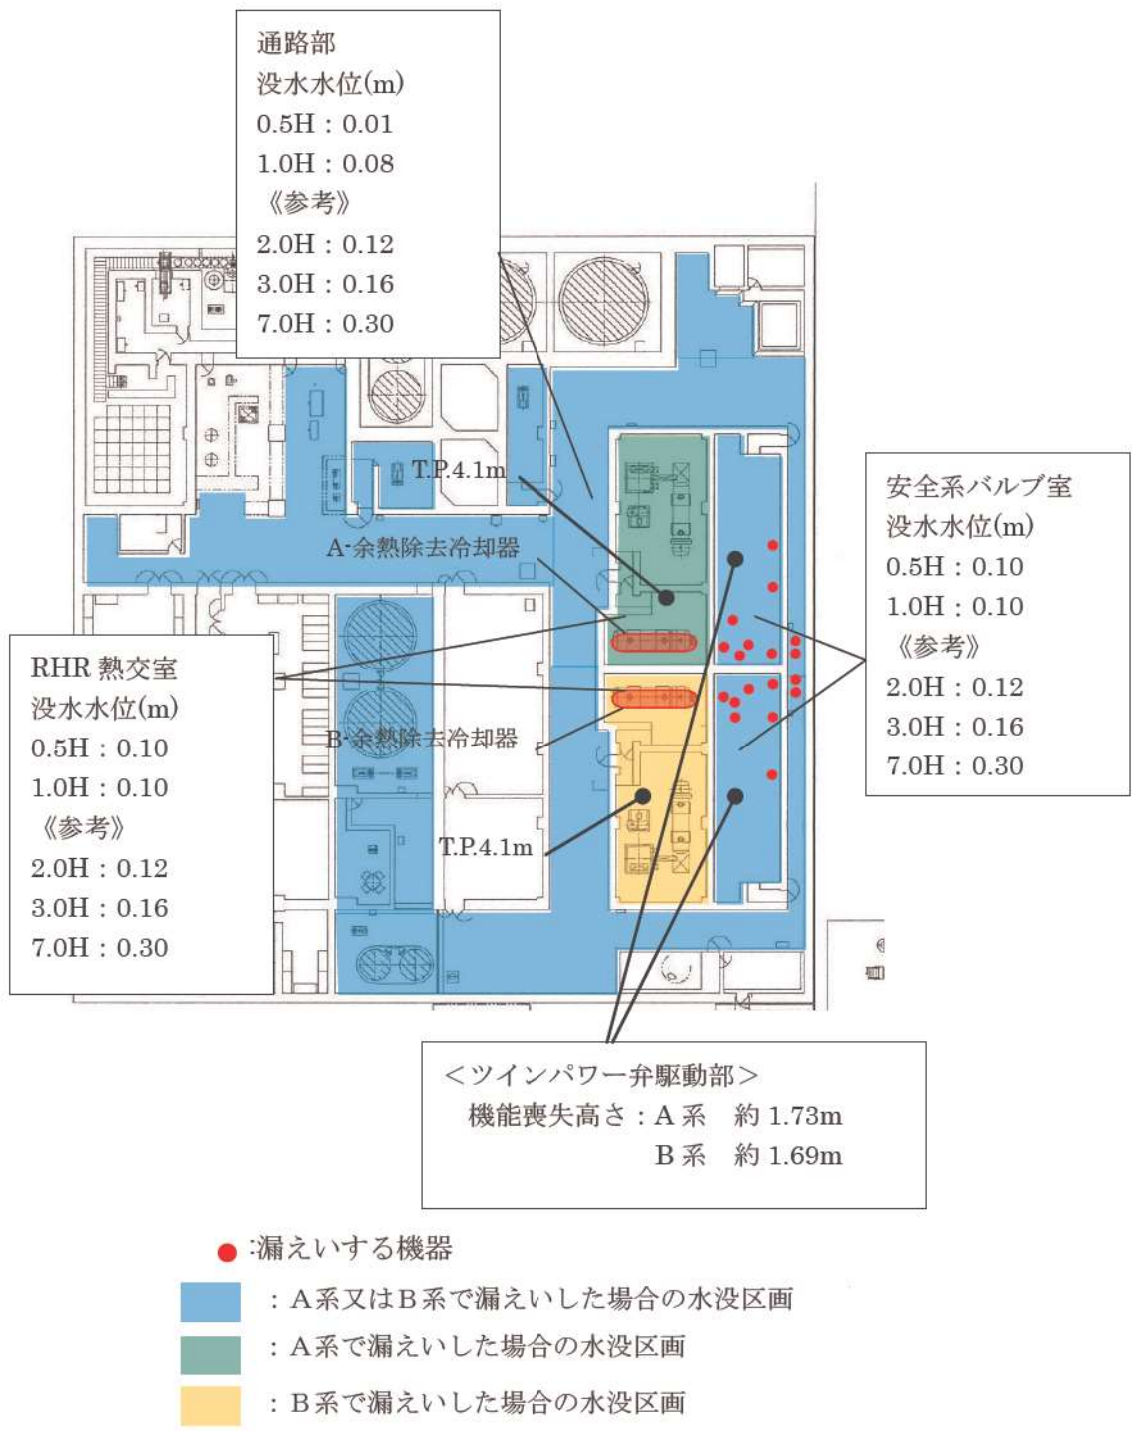 通路部
没水水位(m)
0.5H：0.01
1.0H：0.08
《参考》
2.0H：0.12
3.0H：0.16
7.0H：0.30
T.P.4.1m
A-余熱除去冷却器
安全系バルブ室
没水水位(m)
0.5H：0.10
1.0H：0.10
《参考》
2.0H：0.12
3.0H：0.16
7.0H：0.30
RHR 熱交室
没水水位(m)
0.5H：0.10
1.0H：0.10
《参考》
2.0H：0.12
3.0H：0.16
7.0H：0.30
B-余熱除去冷却器
T.P.4.1m
＜ツインパワー弁駆動部＞
機能喪失高さ：A 系　約 1.73m
B 系　約 1.69m
:漏えいする機器
：A系又はB系で漏えいした場合の水没区画
：A系で漏えいした場合の水没区画
：B系で漏えいした場合の水没区画